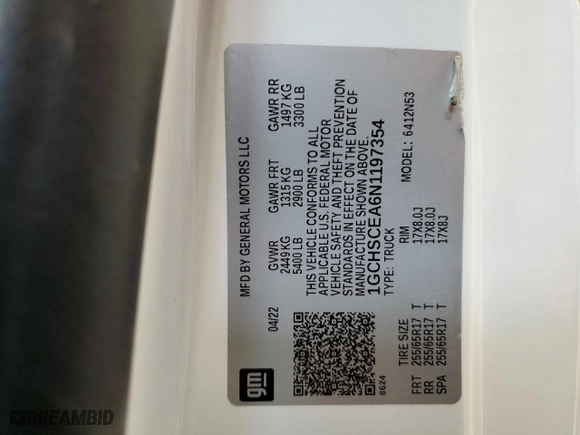 gm
MFD BY GENERAL MOTORS LLC
04/22
GVWR GAWR FRT GAWR RR
2449 KG 1315 KG 1497 KG
5400 LB 2900 LB 3300 LB
THIS VEHICLE CONFORMS TO ALL
APPLICABLE U.S. FEDERAL MOTOR
VEHICLE SAFETY AND THEFT PREVENTION
STANDARDS IN EFFECT ON THE DATE OF
MANUFACTURE SHOWN ABOVE.
1GCHSCEA6N1197354
TYPE: TRUCK MODEL: 6412N53
8624
TIRE SIZE RIM
FRT 255/65R17 T 17X8.0J
RR 255/65R17 T 17X8.0J
SPA 255/65R17 T 17X8J
DREAMBID